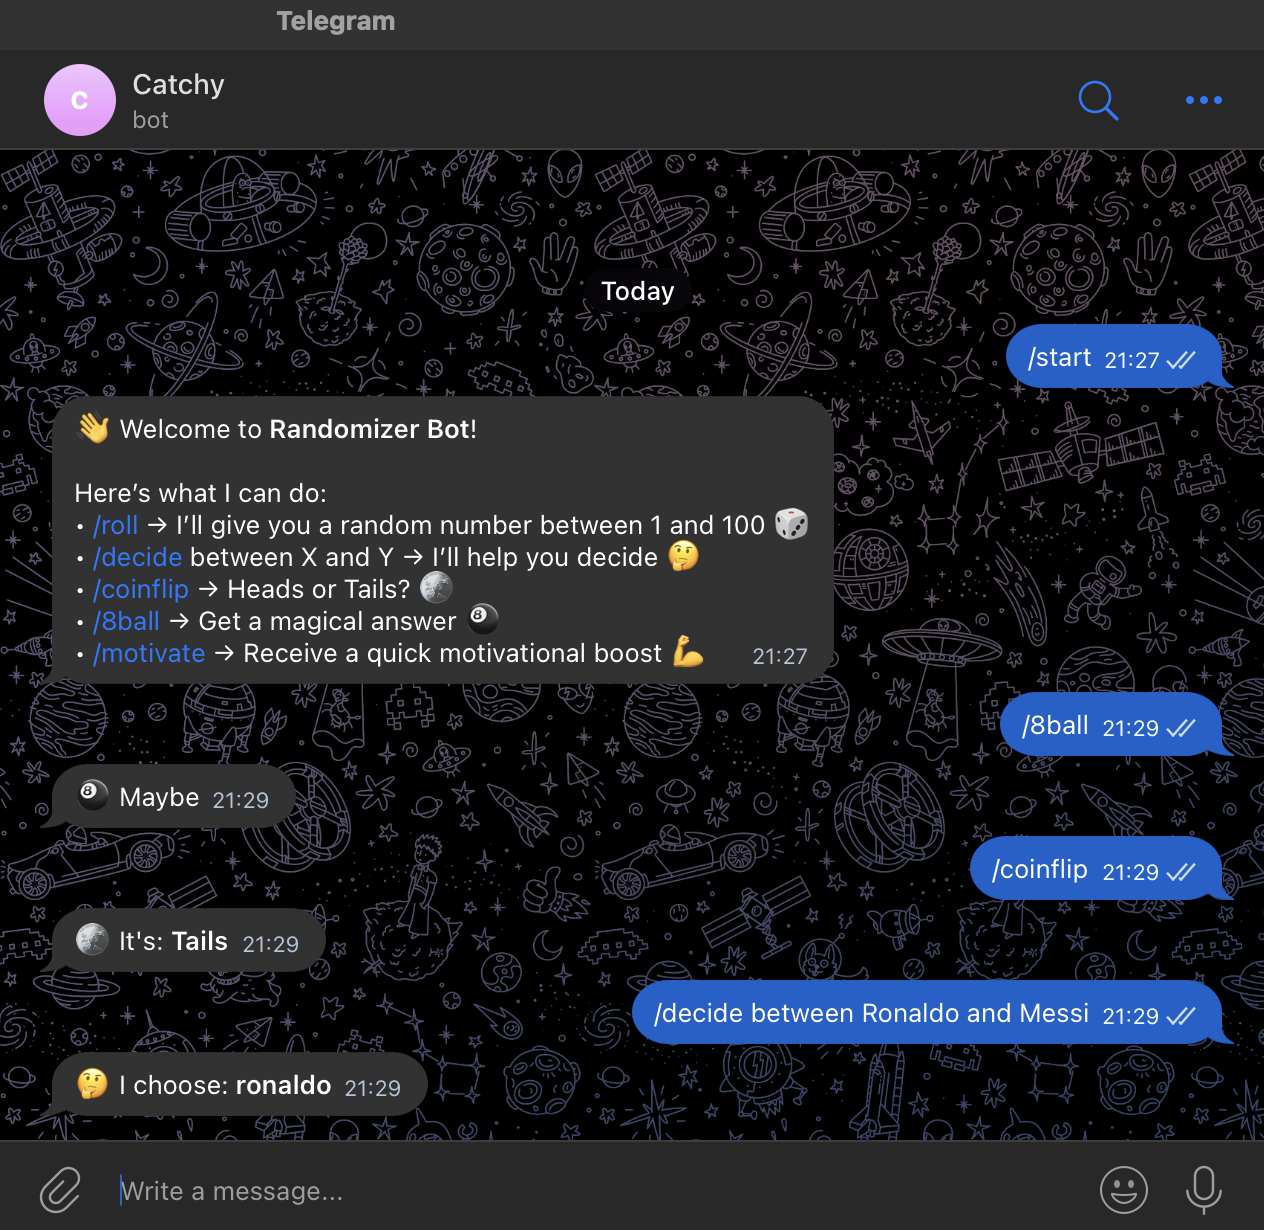 Telegram
C
Catchy
bot
Today
/start 21:27
👋 Welcome to Randomizer Bot!
Here’s what I can do:
• /roll → I’ll give you a random number between 1 and 100 🎲
• /decide between X and Y → I’ll help you decide 🤔
• /coinflip → Heads or Tails? 🪙
• /8ball → Get a magical answer 🎱
• /motivate → Receive a quick motivational boost 💪 21:27
/8ball 21:29
🎱 Maybe 21:29
/coinflip 21:29
🪙 It's: Tails 21:29
/decide between Ronaldo and Messi 21:29
🤔 I choose: ronaldo 21:29
Write a message...